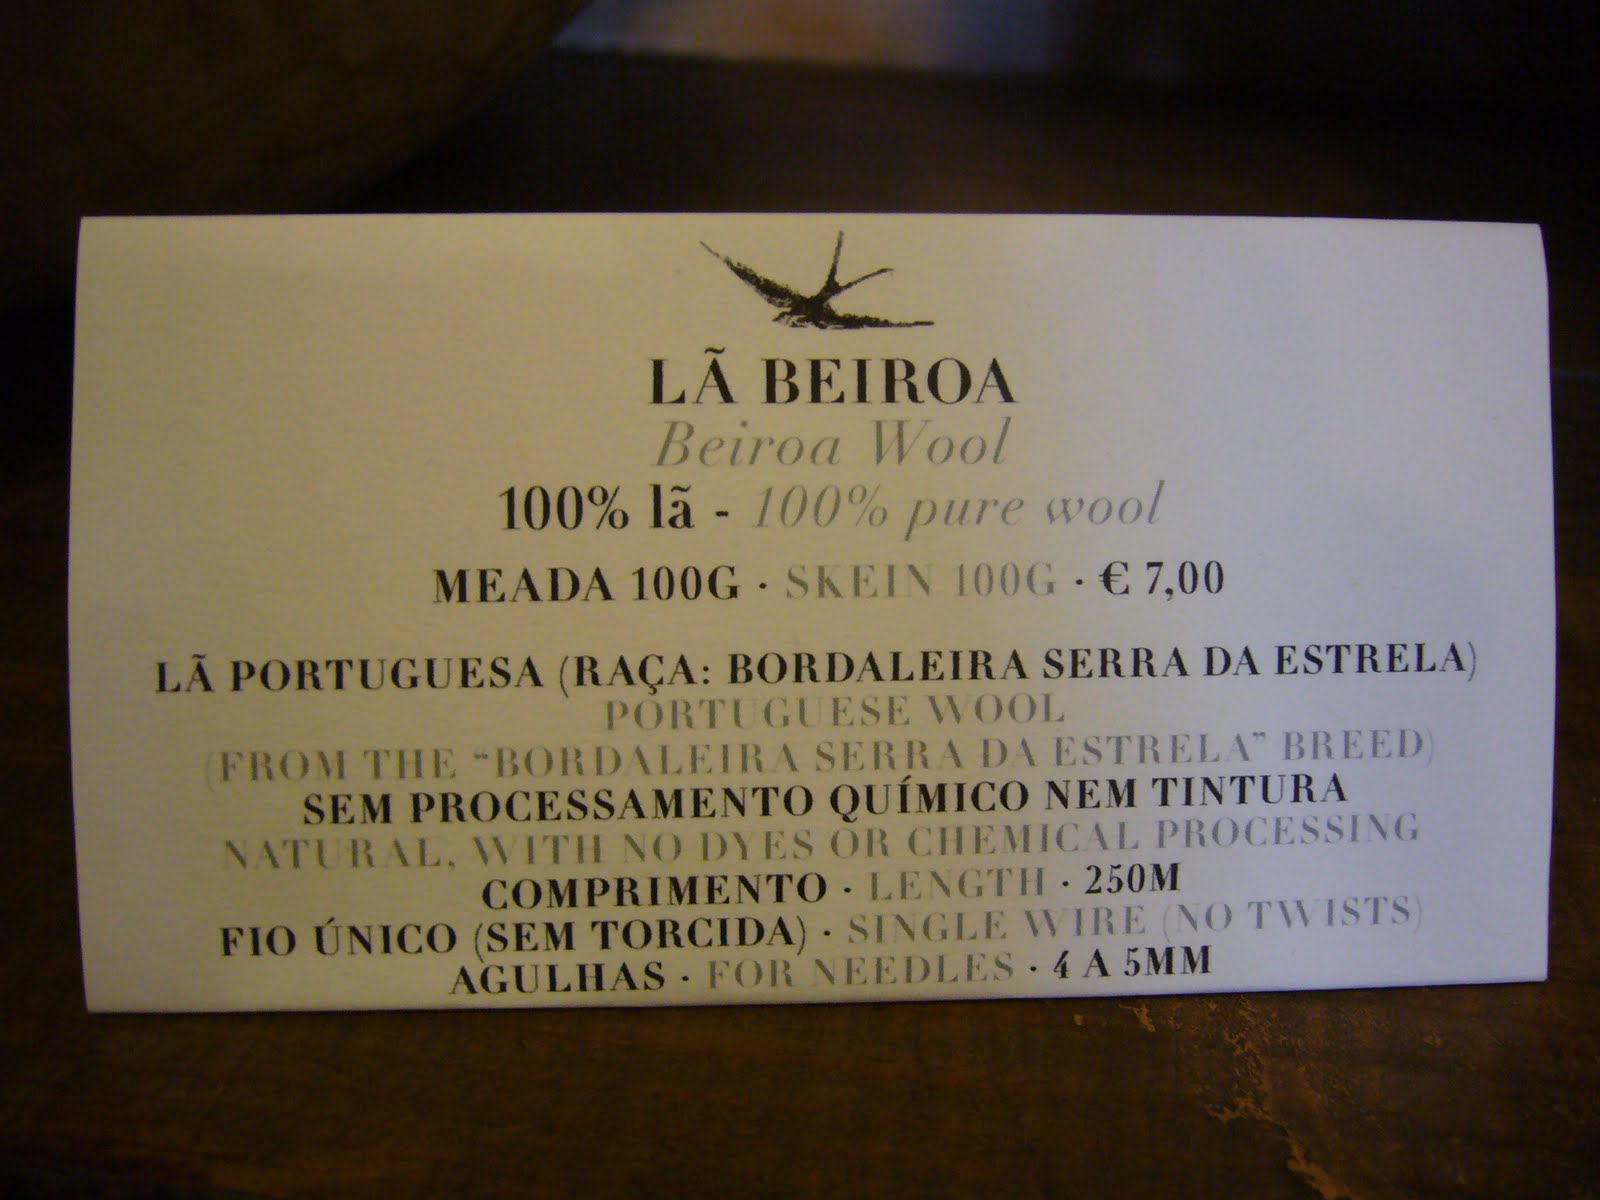 LÃ BEIROA
Beiroa Wool
100% lã - 100% pure wool
MEADA 100G · SKEIN 100G · € 7,00
LÃ PORTUGUESA (RAÇA: BORDALEIRA SERRA DA ESTRELA)
PORTUGUESE WOOL
(FROM THE “BORDALEIRA SERRA DA ESTRELA” BREED)
SEM PROCESSAMENTO QUÍMICO NEM TINTURA
NATURAL, WITH NO DYES OR CHEMICAL PROCESSING
COMPRIMENTO · LENGTH · 250M
FIO ÚNICO (SEM TORCIDA) · SINGLE WIRE (NO TWISTS)
AGULHAS · FOR NEEDLES · 4 A 5MM